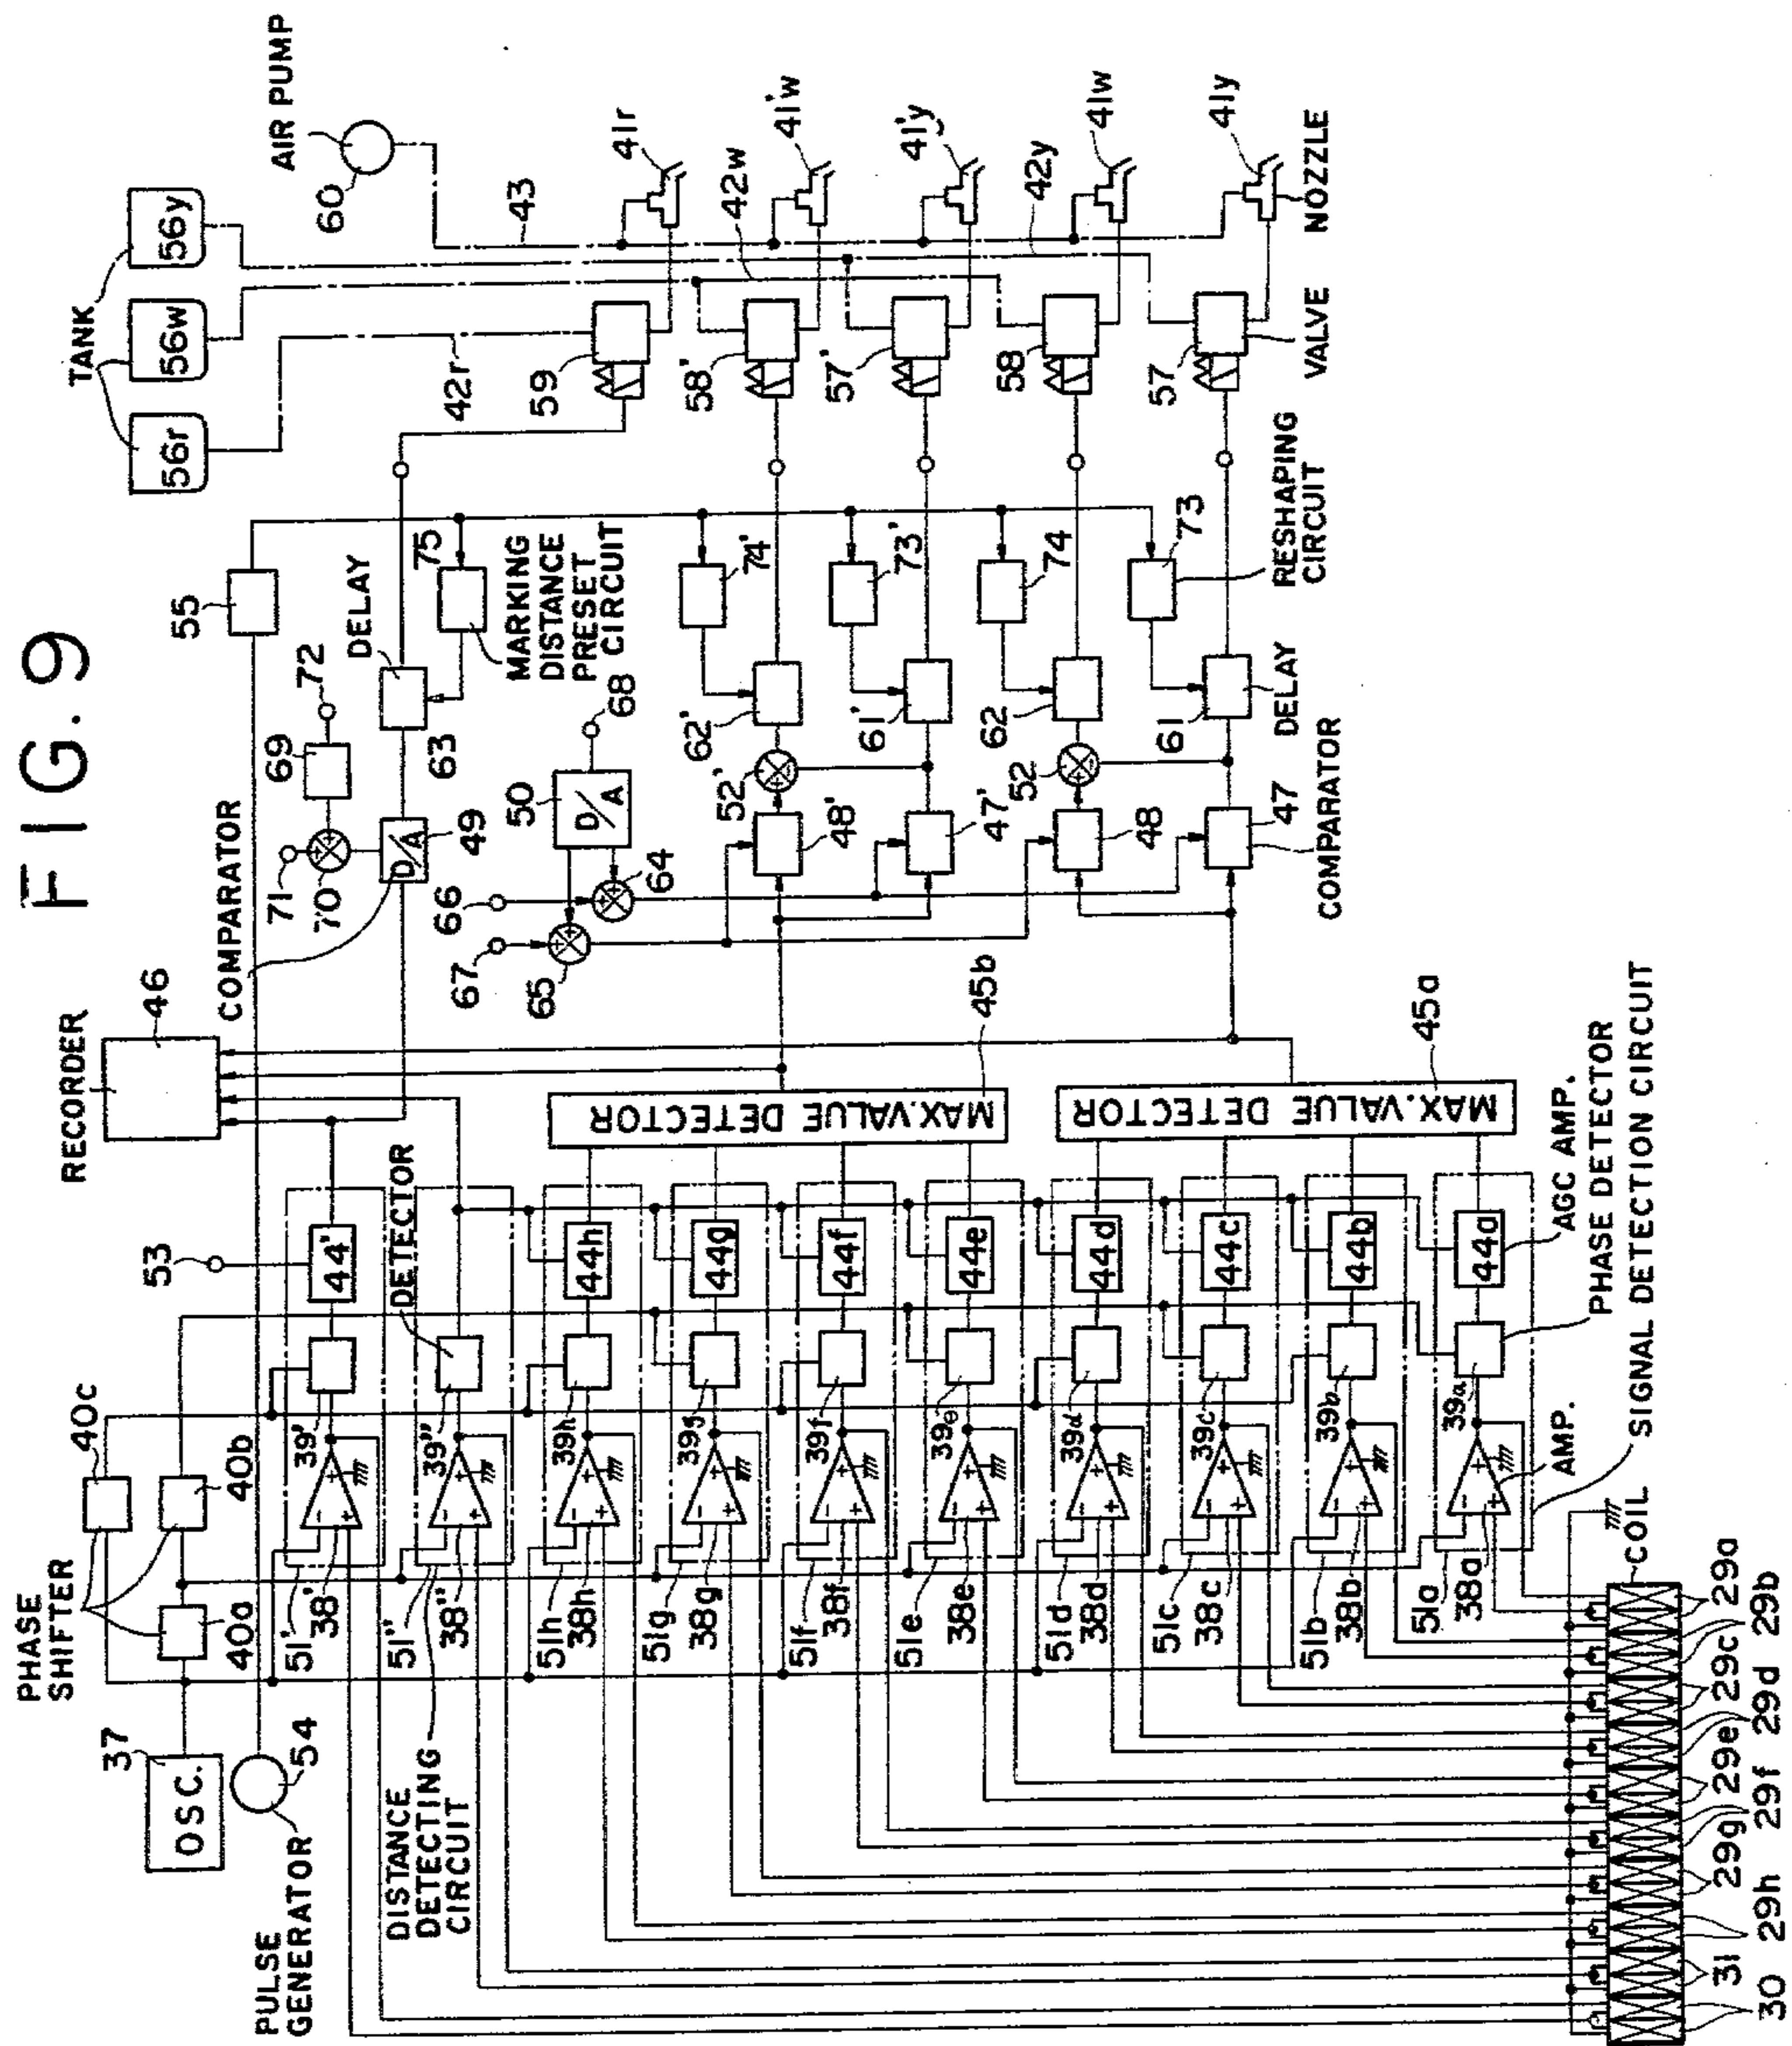 FIG. 9
PHASE
SHIFTER
40a
40b
40c
37
OSC.
PULSE
GENERATOR
54
RECORDER
46
COMPARATOR
55
TANK
56r
56w
56y
AIR PUMP
60
53
44'
39'
38'
51'
DETECTOR
39"
38"
51"
DISTANCE
DETECTING
CIRCUIT
44h
39h
38h
51h
44g
39g
38g
51g
44f
39f
38f
51f
44e
39e
38e
51e
44d
39d
38d
51d
44c
39c
38c
51c
44b
39b
38b
51b
44a
39a
38a
51a
MAX.VALUE DETECTOR
45b
MAX.VALUE DETECTOR
45a
AMP.
AGC AMP.
PHASE DETECTOR
SIGNAL DETECTION CIRCUIT
COIL
29a
29b
29c
29d
29e
29f
29g
29h
31
30
71
70
69
72
D/A
49
63
DELAY
75
MARKING
DISTANCE
PRESET
CIRCUIT
67
66
65
64
50
D/A
68
48'
52'
62'
74'
47'
61'
73'
48
52
62
74
47
61
73
COMPARATOR
DELAY
RESHAPING
CIRCUIT
59
58'
57'
58
57
VALVE
42r
42w
42y
43
41r
41'w
41'y
41w
41y
NOZZLE